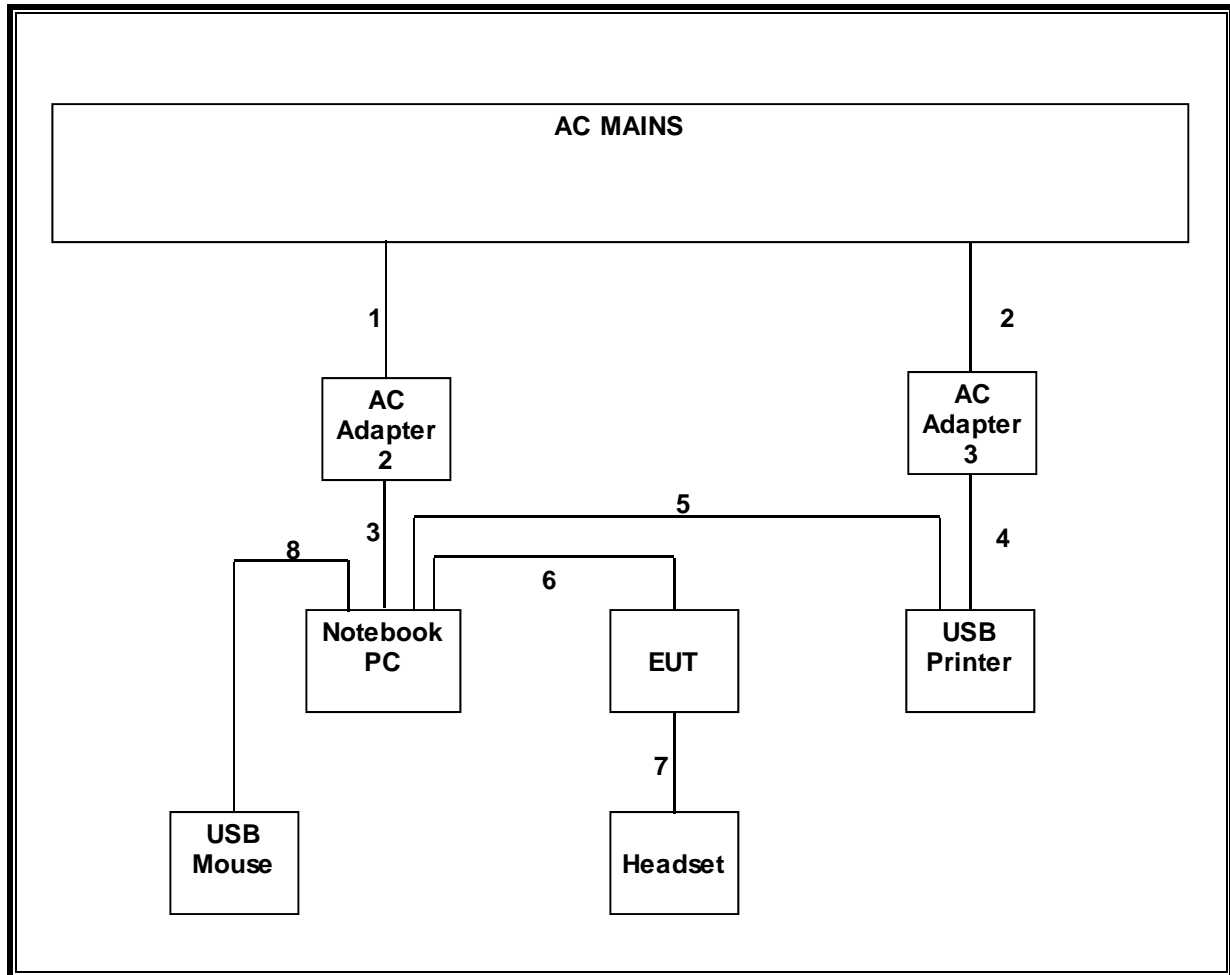 AC MAINS
1
2
AC
Adapter
2
AC
Adapter
3
5
3
4
8
6
Notebook
PC
EUT
USB
Printer
7
USB
Mouse
Headset